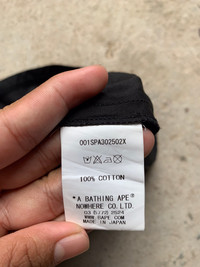 001SPA302502X
100% COTTON
"A BATHING APE"
NOWHERE CO. LTD.
WWW.BAPE.COM
MADE IN JAPAN